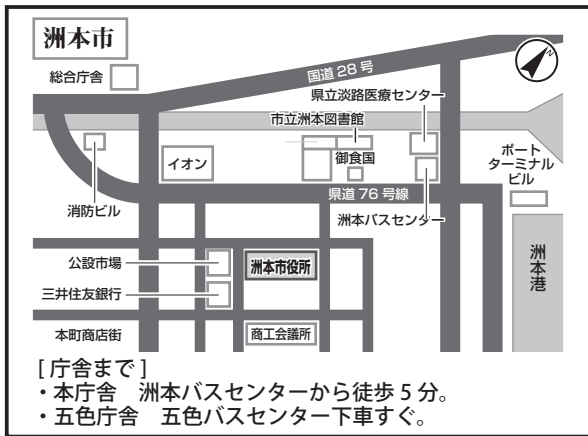 洲本市
総合庁舎
国道28号
県立淡路医療センター
市立洲本図書館
イオン
御食国
ポート
ターミナル
ビル
消防ビル
県道76号線
洲本バスセンター
公設市場
洲本市役所
洲本港
三井住友銀行
本町商店街
商工会議所
[庁舎まで]
・本庁舎　洲本バスセンターから徒歩5分。
・五色庁舎　五色バスセンター下車すぐ。